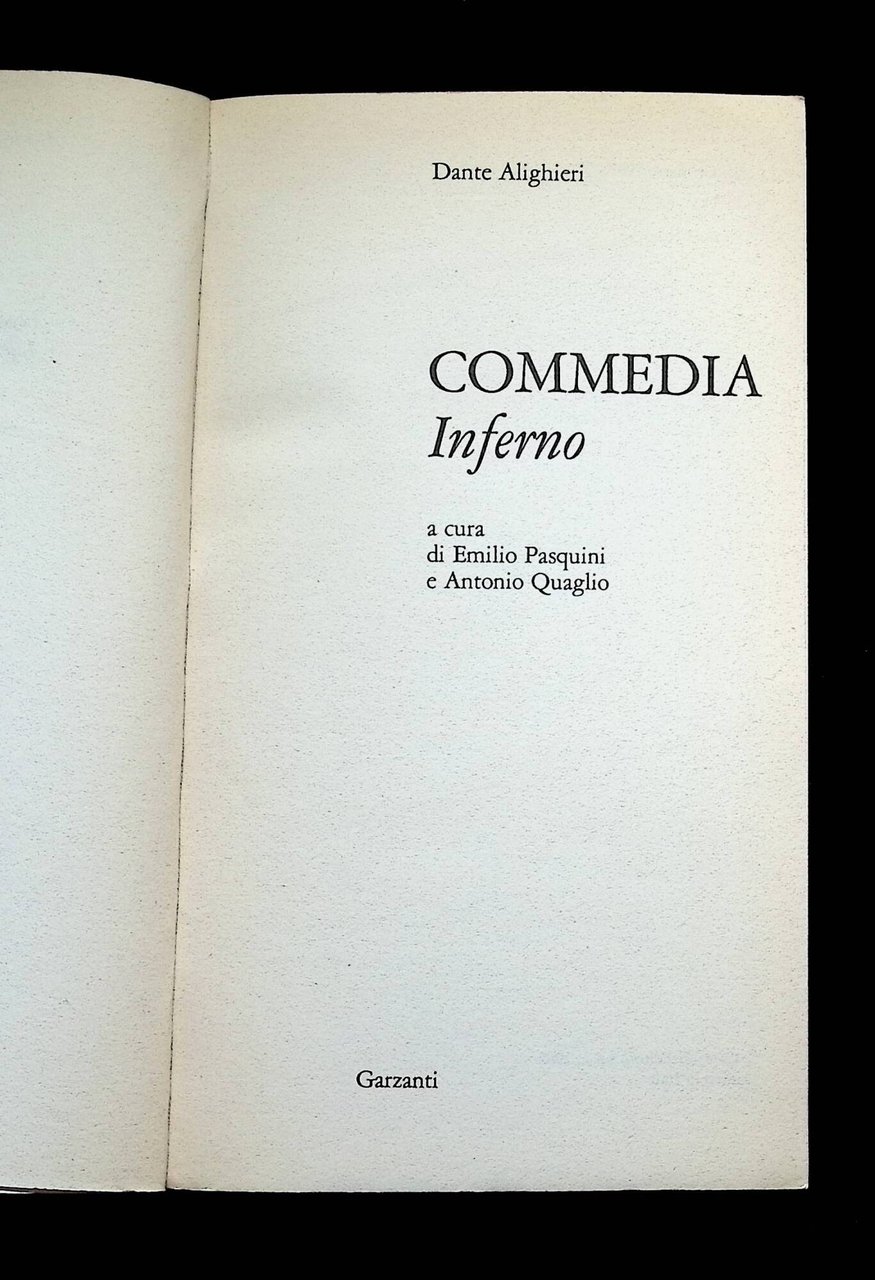 Dante Alighieri
COMMEDIA
Inferno
a cura
di Emilio Pasquini
e Antonio Quaglio
Garzanti